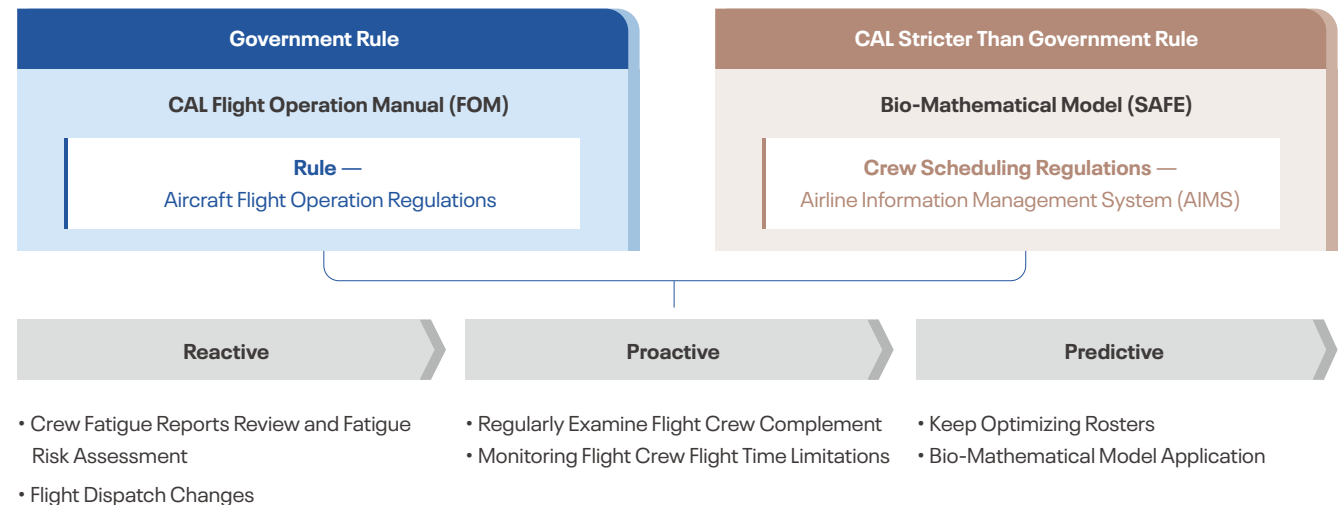 Government Rule
CAL Flight Operation Manual (FOM)
Rule —
Aircraft Flight Operation Regulations
CAL Stricter Than Government Rule
Bio-Mathematical Model (SAFE)
Crew Scheduling Regulations —
Airline Information Management System (AIMS)
Reactive
• Crew Fatigue Reports Review and Fatigue
Risk Assessment
• Flight Dispatch Changes
Proactive
• Regularly Examine Flight Crew Complement
• Monitoring Flight Crew Flight Time Limitations
Predictive
• Keep Optimizing Rosters
• Bio-Mathematical Model Application